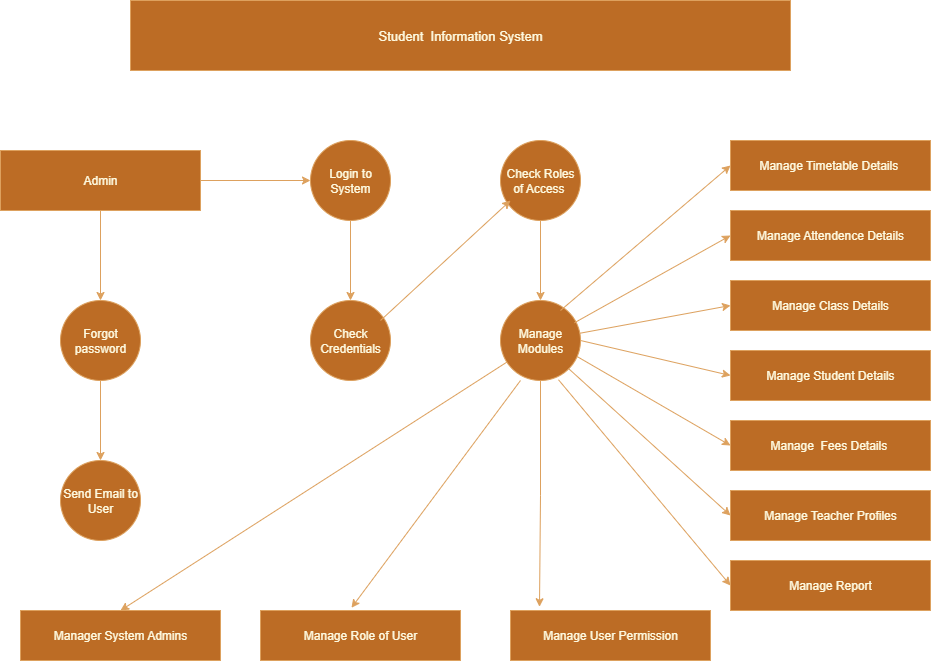 Student  Information System
Admin
Login to
System
Check Roles
of Access
Manage Timetable Details
Manage Attendence Details
Manage Class Details
Forgot
password
Check
Credentials
Manage
Modules
Manage Student Details
Manage  Fees Details
Send Email to
User
Manage Teacher Profiles
Manage Report
Manager System Admins
Manage Role of User
Manage User Permission